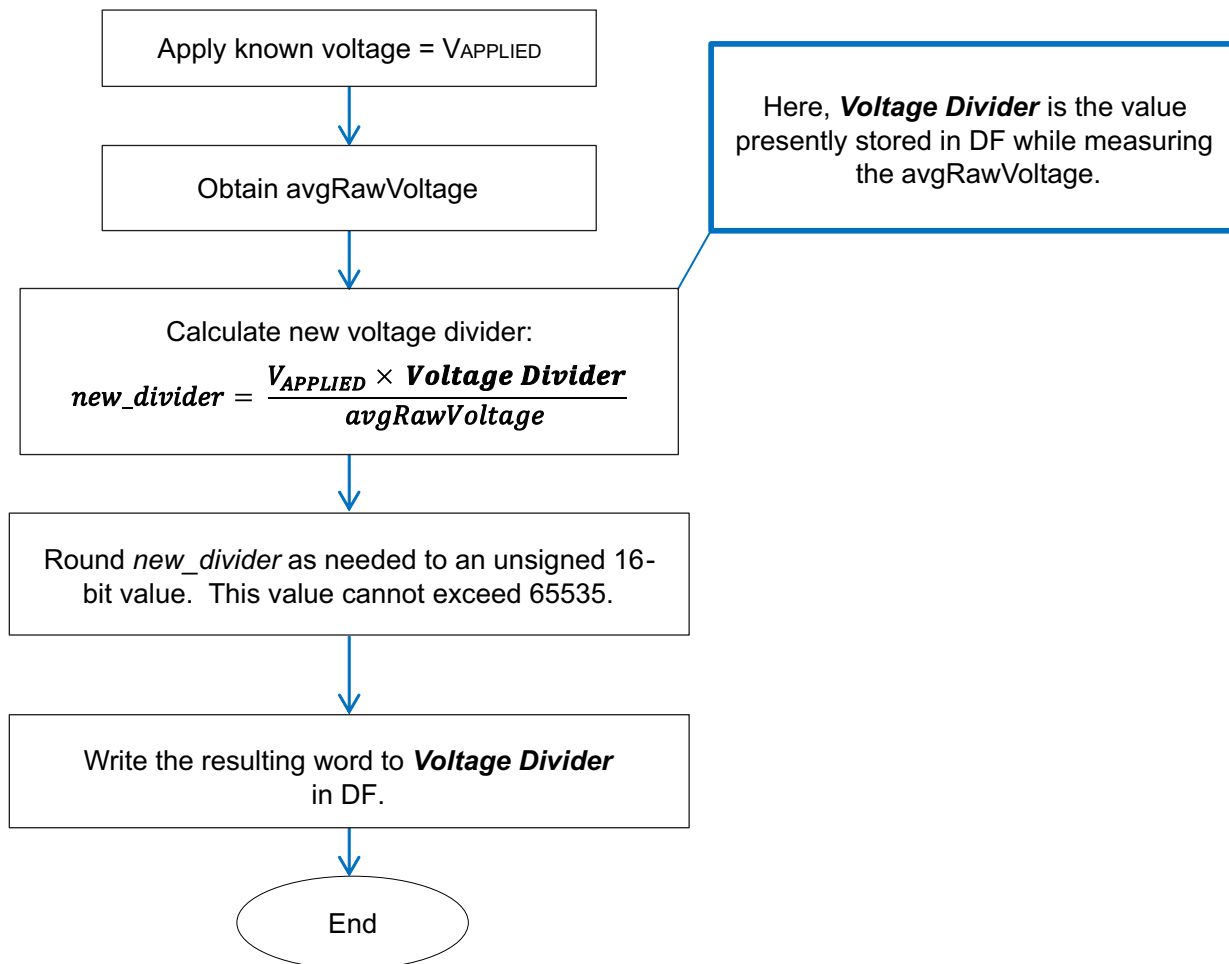 Apply known voltage = VAPPLIED
Here, Voltage Divider is the value
presently stored in DF while measuring
the avgRawVoltage.
Obtain avgRawVoltage
Calculate new voltage divider:
new_divider = VAPPLIED × Voltage Divider
avgRawVoltage
Round new_divider as needed to an unsigned 16-
bit value. This value cannot exceed 65535.
Write the resulting word to Voltage Divider
in DF.
End